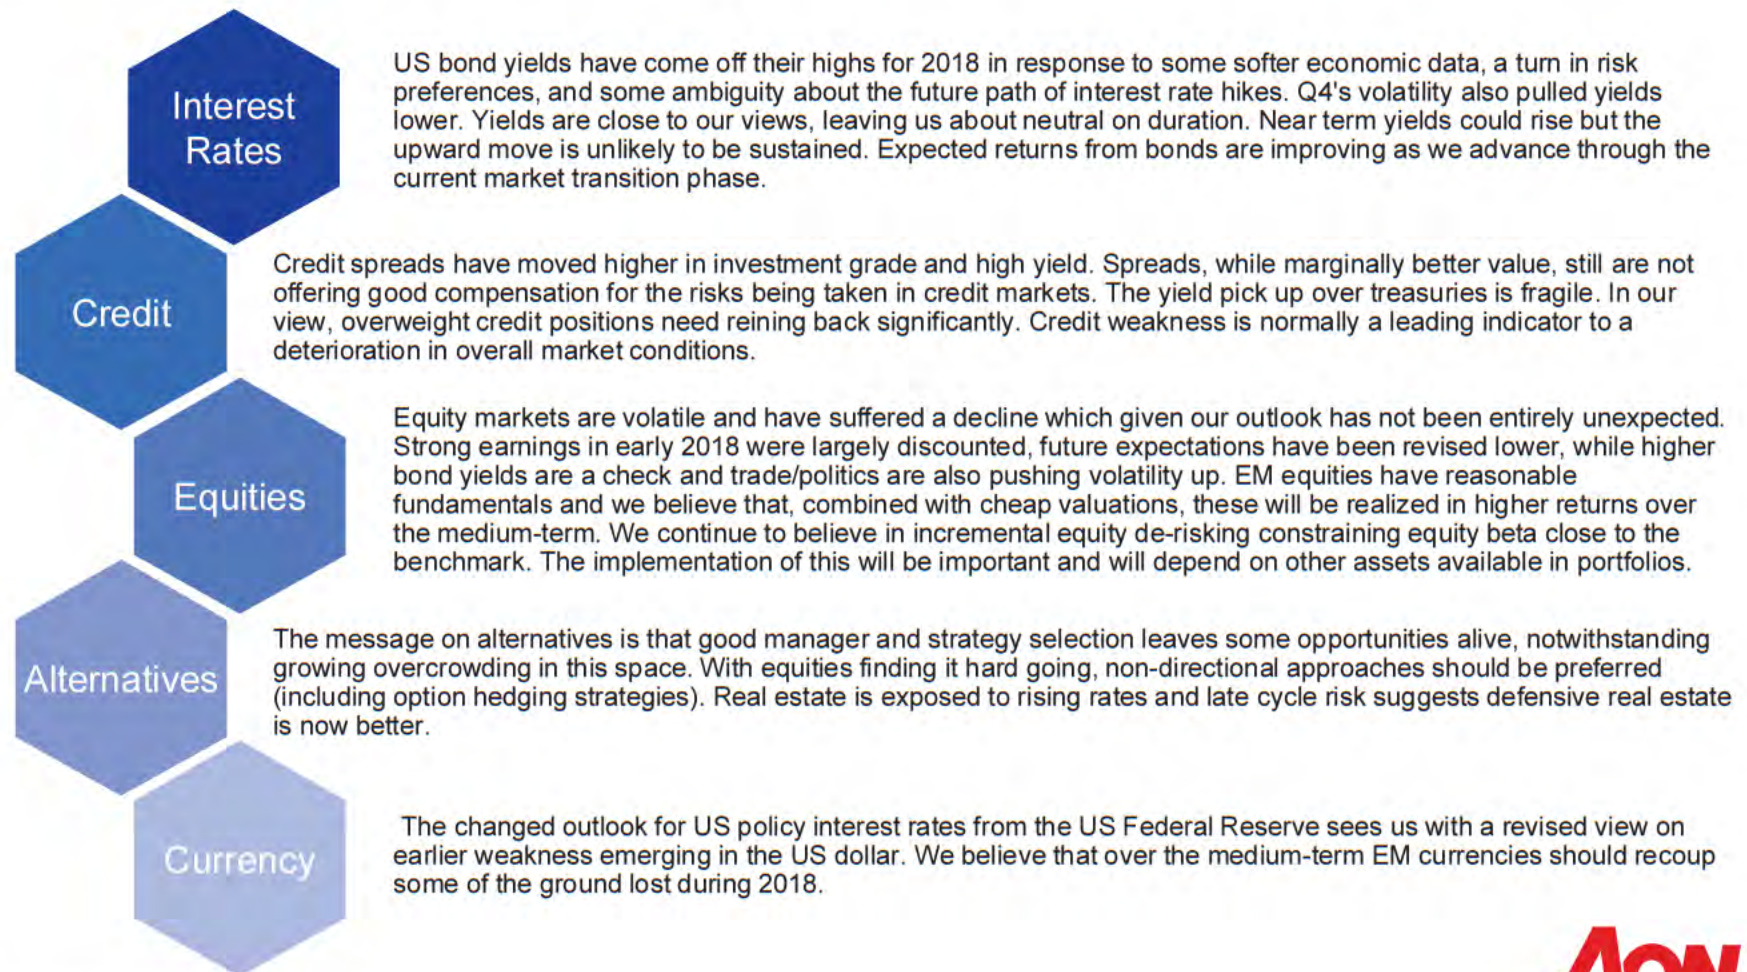 Interest
Rates
US bond yields have come off their highs for 2018 in response to some softer economic data, a turn in risk
preferences, and some ambiguity about the future path of interest rate hikes. Q4's volatility also pulled yields
lower. Yields are close to our views, leaving us about neutral on duration. Near term yields could rise but the
upward move is unlikely to be sustained. Expected returns from bonds are improving as we advance through the
current market transition phase.
Credit
Credit spreads have moved higher in investment grade and high yield. Spreads, while marginally better value, still are not
offering good compensation for the risks being taken in credit markets. The yield pick up over treasuries is fragile. In our
view, overweight credit positions need reining back significantly. Credit weakness is normally a leading indicator to a
deterioration in overall market conditions.
Equities
Equity markets are volatile and have suffered a decline which given our outlook has not been entirely unexpected.
Strong earnings in early 2018 were largely discounted, future expectations have been revised lower, while higher
bond yields are a check and trade/politics are also pushing volatility up. EM equities have reasonable
fundamentals and we believe that, combined with cheap valuations, these will be realized in higher returns over
the medium-term. We continue to believe in incremental equity de-risking constraining equity beta close to the
benchmark. The implementation of this will be important and will depend on other assets available in portfolios.
Alternatives
The message on alternatives is that good manager and strategy selection leaves some opportunities alive, notwithstanding
growing overcrowding in this space. With equities finding it hard going, non-directional approaches should be preferred
(including option hedging strategies). Real estate is exposed to rising rates and late cycle risk suggests defensive real estate
is now better.
Currency
The changed outlook for US policy interest rates from the US Federal Reserve sees us with a revised view on
earlier weakness emerging in the US dollar. We believe that over the medium-term EM currencies should recoup
some of the ground lost during 2018.
AON